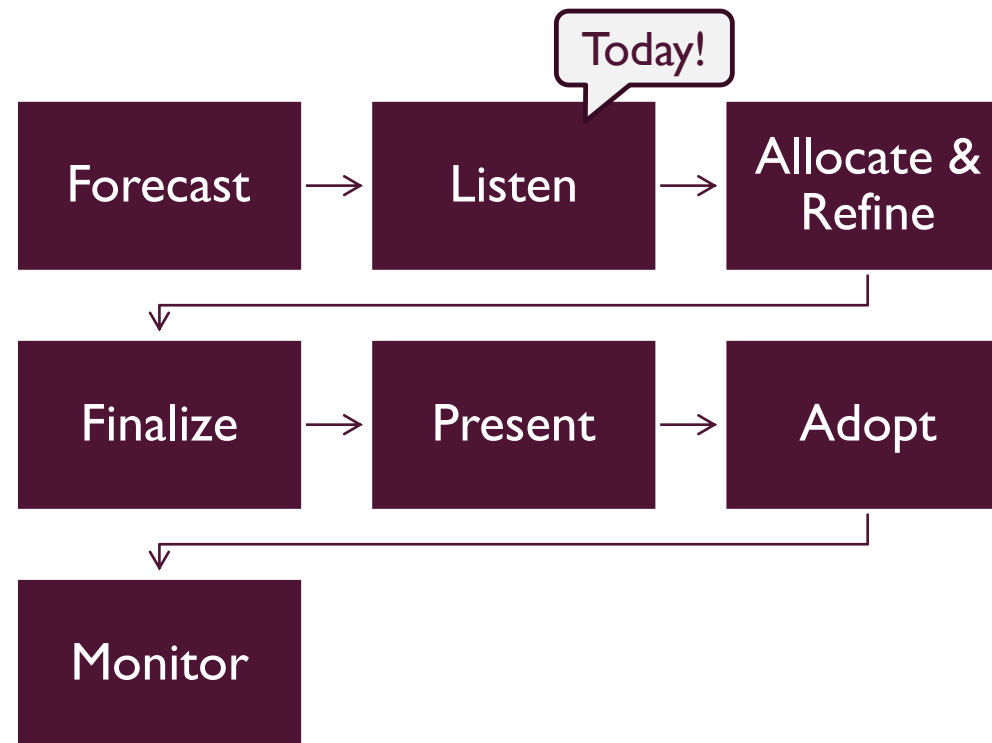 Today!
Forecast
Listen
Allocate &
Refine
Finalize
Present
Adopt
Monitor